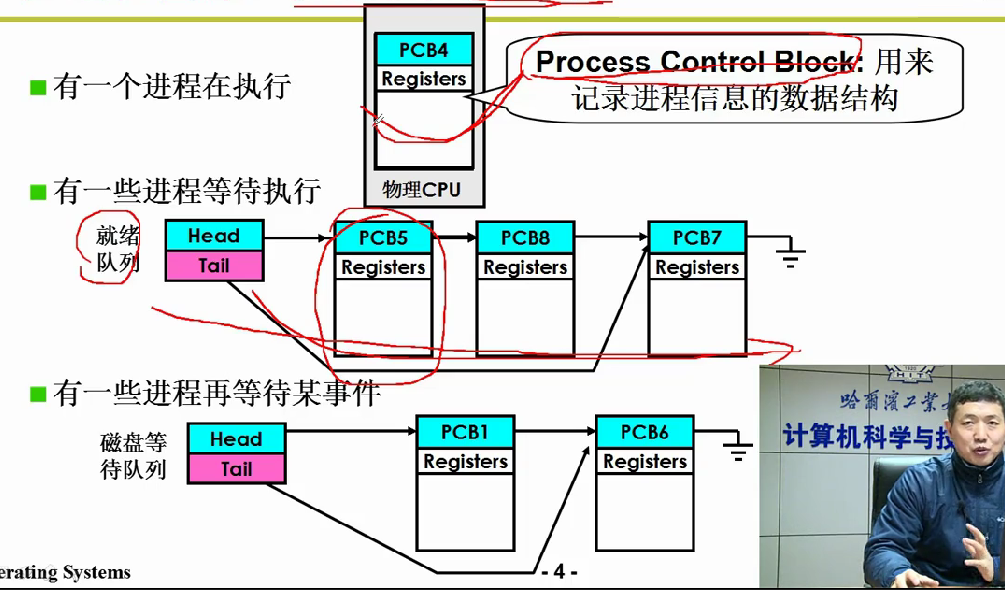 PCB4
Registers
物理CPU
Process Control Block: 用来
记录进程信息的数据结构
有一个进程在执行
有一些进程等待执行
就绪
队列
Head
Tail
PCB5
Registers
PCB8
Registers
PCB7
Registers
有一些进程再等待某事件
磁盘等
待队列
Head
Tail
PCB1
Registers
PCB6
Registers
哈尔滨工业大
计算机科学与技
HIT
erating Systems
- 4 -